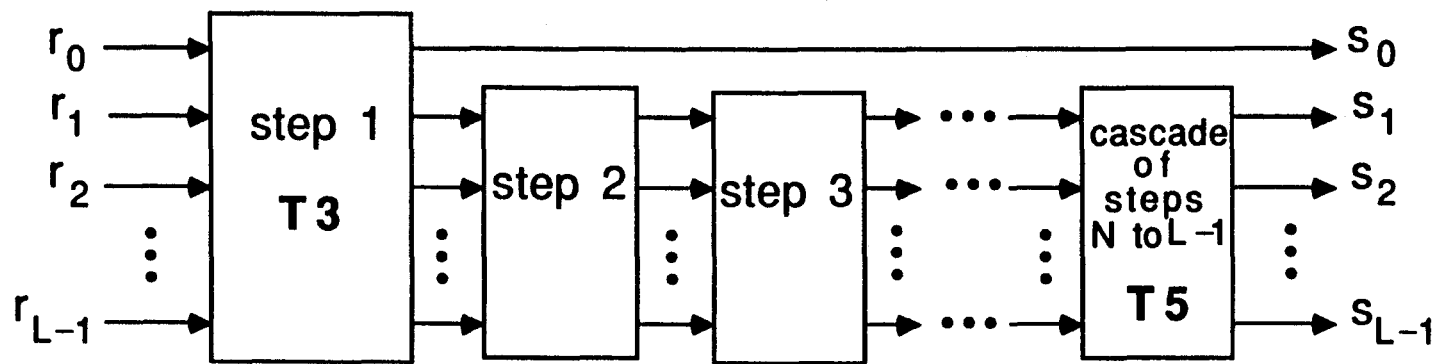 r0 s0
r1 step 1 cascade s1
r2 T3 step 2 step 3 ••• of steps s2
N to L-1
T5
rL-1 ••• sL-1